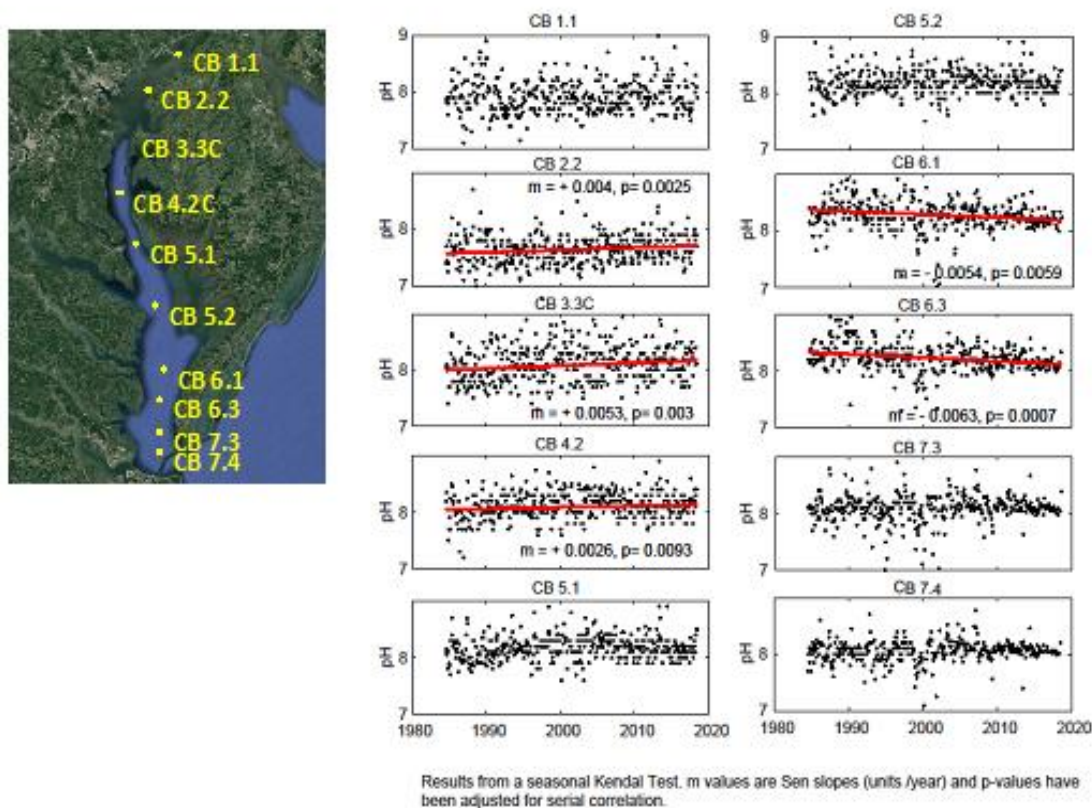 CB 1.1
CB 2.2
CB 3.3C
CB 4.2C
CB 5.1
CB 5.2
CB 6.1
CB 6.3
CB 7.3
CB 7.4
CB 1.1
9
pH 8
7
CB 2.2
9
m = + 0.004, p= 0.0025
pH 8
7
CB 3.3C
9
pH 8
m = + 0.0053, p= 0.003
7
CB 4.2
9
pH 8
m = + 0.0026, p= 0.0093
7
CB 5.1
9
pH 8
7
1980 1990 2000 2010 2020
CB 5.2
pH 8
7
CB 6.1
pH 8
m = - 0.0054, p= 0.0059
CB 6.3
pH 8
m = - 0.0063, p= 0.0007
7
CB 7.3
pH 8
7
CB 7.4
pH 8
7
1980 1990 2000 2010 2020
Results from a seasonal Kendal Test. m values are Sen slopes (units /year) and p-values have
been adjusted for serial correlation.